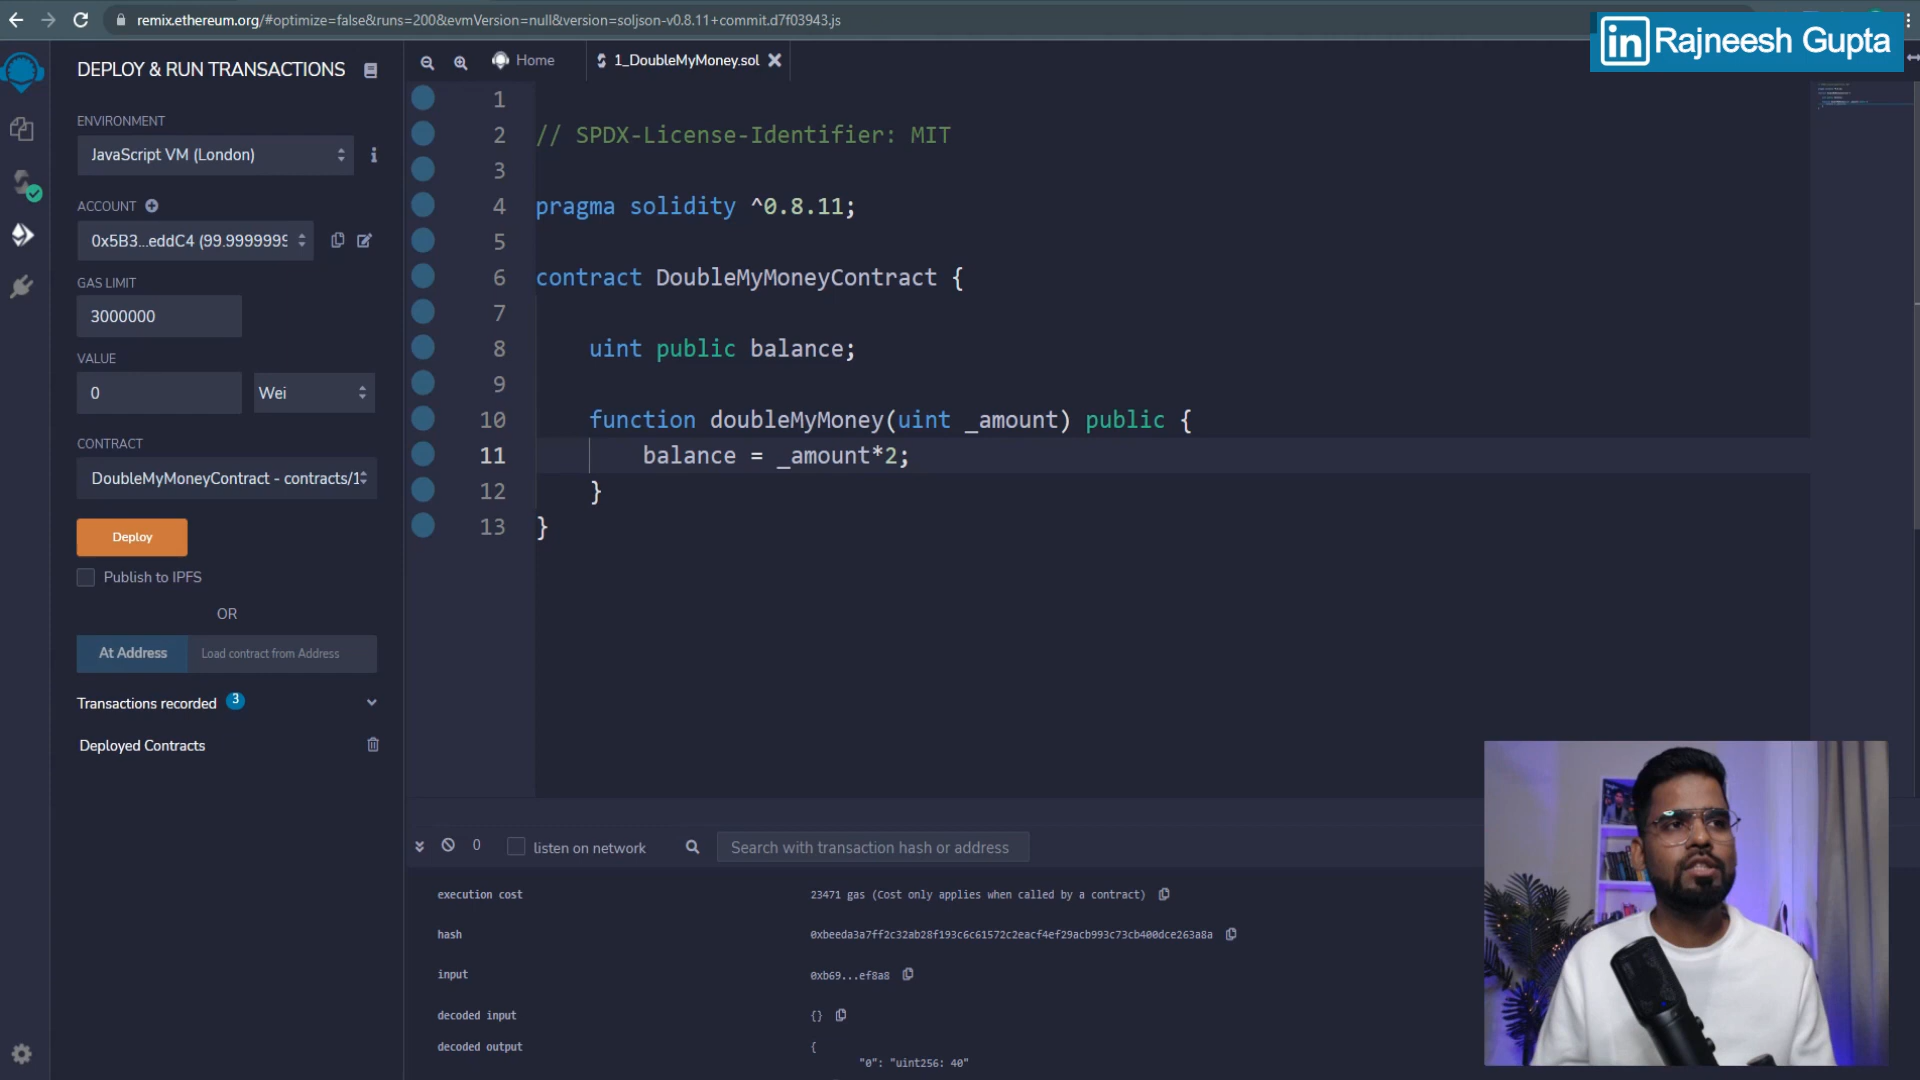 remix.ethereum.org/#optimize=false&runs=200&evmVersion=null&version=soljson-v0.8.11+commit.d7f03943.js
in Rajneesh Gupta
DEPLOY & RUN TRANSACTIONS
ENVIRONMENT
JavaScript VM (London)
ACCOUNT
0x5B3...eddC4 (99.9999999
GAS LIMIT
3000000
VALUE
0
Wei
CONTRACT
DoubleMyMoneyContract - contracts/1
Deploy
Publish to IPFS
OR
At Address
Load contract from Address
Transactions recorded 3
Deployed Contracts
Home
1_DoubleMyMoney.sol
1
2 // SPDX-License-Identifier: MIT
3
4 pragma solidity ^0.8.11;
5
6 contract DoubleMyMoneyContract {
7
8 uint public balance;
9
10 function doubleMyMoney(uint _amount) public {
11 balance = _amount*2;
12 }
13 }
0
listen on network
Search with transaction hash or address
execution cost 23471 gas (Cost only applies when called by a contract)
hash 0xbeeda3a7ff2c32ab28f193c6c61572c2eacf4ef29acb993c73cb400dce263a8a
input 0xb69...ef8a8
decoded input {}
decoded output {
"0": "uint256: 40"